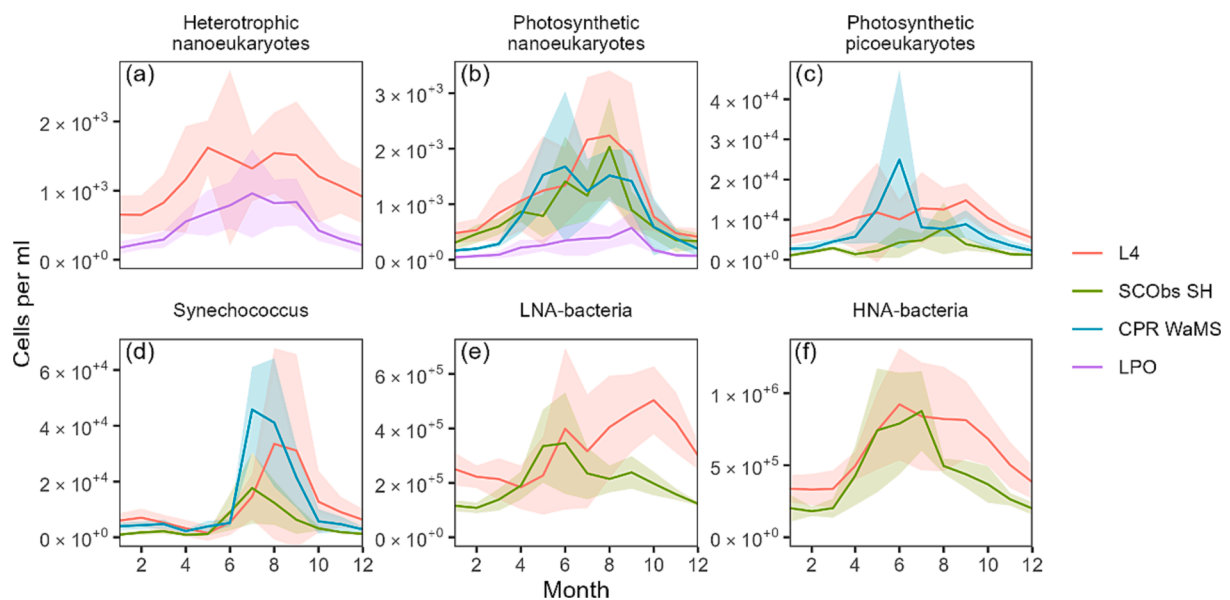 Heterotrophic
nanoeukaryotes
Photosynthetic
nanoeukaryotes
Photosynthetic
picoeukaryotes
(a)
2 × 10⁺³
1 × 10⁺³
0 × 10⁺⁰
(b)
3 × 10⁺³
2 × 10⁺³
1 × 10⁺³
0 × 10⁺⁰
(c)
4 × 10⁺⁴
3 × 10⁺⁴
2 × 10⁺⁴
1 × 10⁺⁴
0 × 10⁺⁰
Cells per ml
Synechococcus
LNA-bacteria
HNA-bacteria
(d)
6 × 10⁺⁴
4 × 10⁺⁴
2 × 10⁺⁴
0 × 10⁺⁰
2 4 6 8 10 12
(e)
6 × 10⁺⁵
4 × 10⁺⁵
2 × 10⁺⁵
0 × 10⁺⁰
2 4 6 8 10 12
(f)
1 × 10⁺⁶
5 × 10⁺⁵
0 × 10⁺⁰
2 4 6 8 10 12
Month
L4
SCObs SH
CPR WaMS
LPO